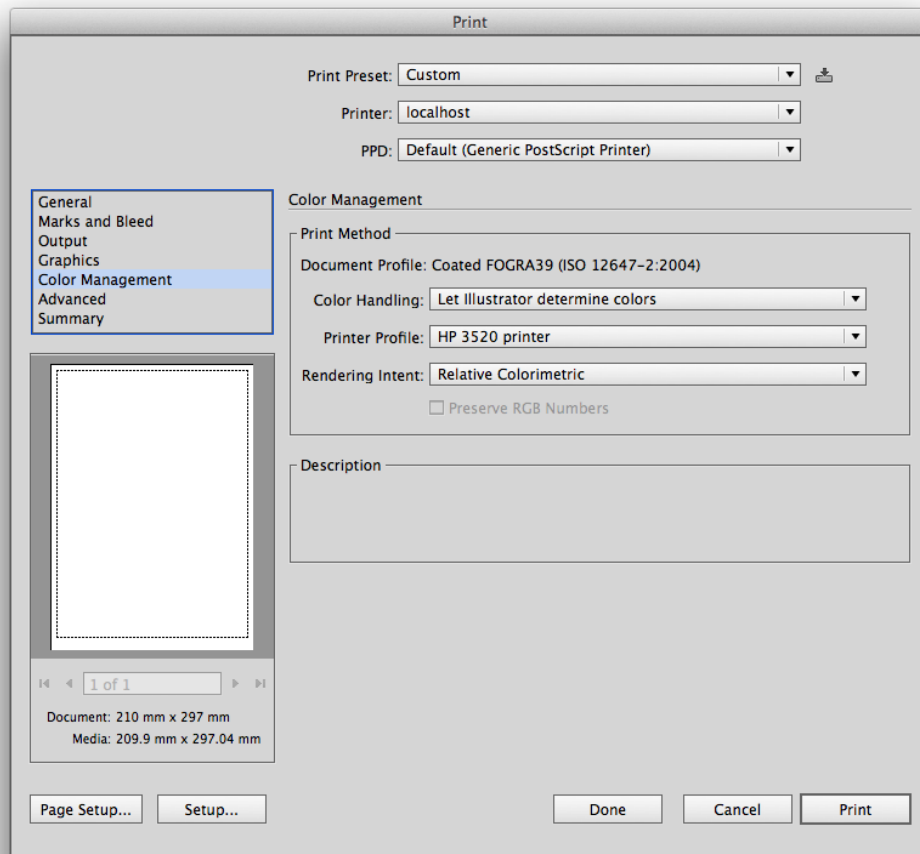 Print
Print Preset: Custom
Printer: localhost
PPD: Default (Generic PostScript Printer)
General
Marks and Bleed
Output
Graphics
Color Management
Advanced
Summary
Color Management
Print Method
Document Profile: Coated FOGRA39 (ISO 12647-2:2004)
Color Handling: Let Illustrator determine colors
Printer Profile: HP 3520 printer
Rendering Intent: Relative Colorimetric
Preserve RGB Numbers
Description
1 of 1
Document: 210 mm x 297 mm
Media: 209.9 mm x 297.04 mm
Page Setup... Setup... Done Cancel Print